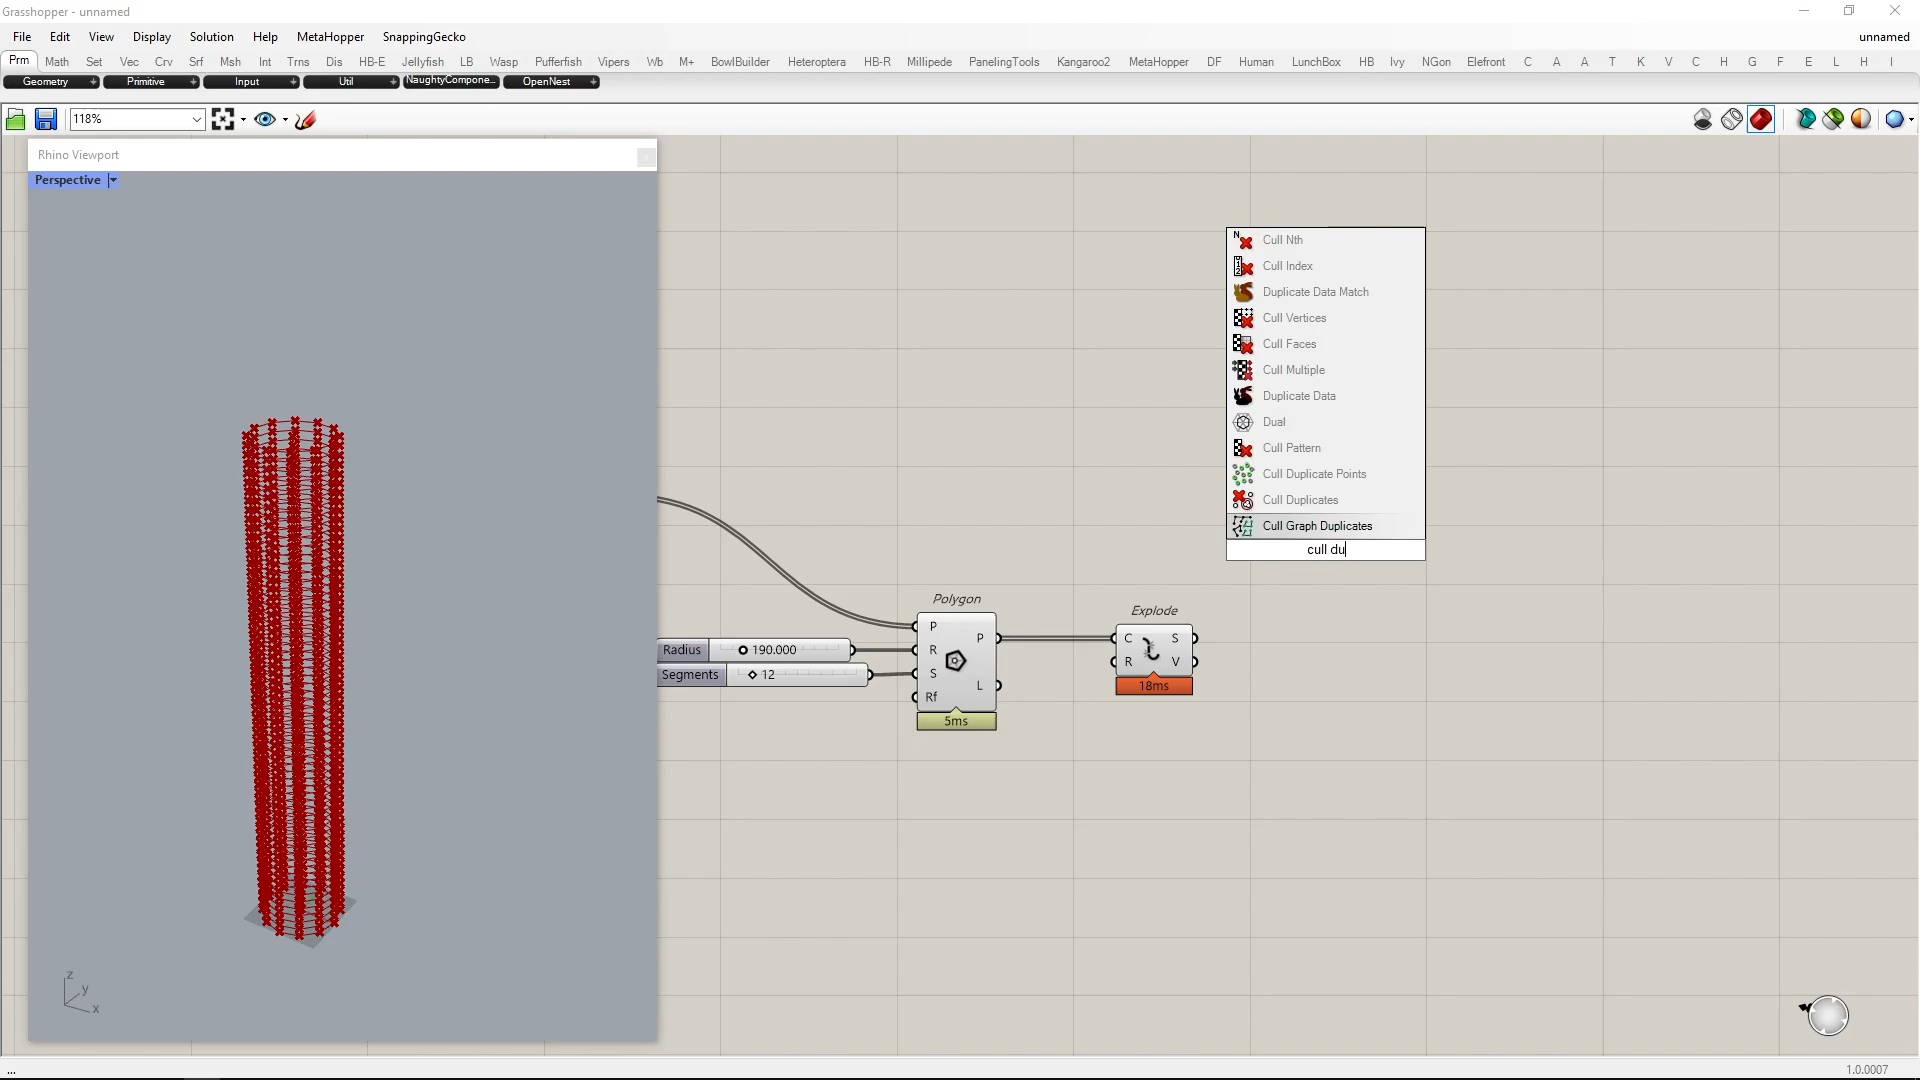 Grasshopper - unnamed
File Edit View Display Solution Help MetaHopper SnappingGecko unnamed
Prm Math Set Vec Crv Srf Msh Int Trns Dis HB-E Jellyfish LB Wasp Pufferfish Vipers Wb M+ BowlBuilder Heteroptera HB-R Millipede PanelingTools Kangaroo2 MetaHopper DF Human LunchBox HB Ivy NGon Elefront C A A T K V C H G F E L H I
Geometry Primitive Input Util NaughtyCompone... OpenNest
118%
Rhino Viewport
Perspective
Cull Nth
Cull Index
Duplicate Data Match
Cull Vertices
Cull Faces
Cull Multiple
Duplicate Data
Dual
Cull Pattern
Cull Duplicate Points
Cull Duplicates
Cull Graph Duplicates
cull du
Polygon
P
R
S
Rf
P
L
5ms
Radius 190.000
Segments 12
Explode
C S
R V
18ms
z
y
x
...
1.0.0007